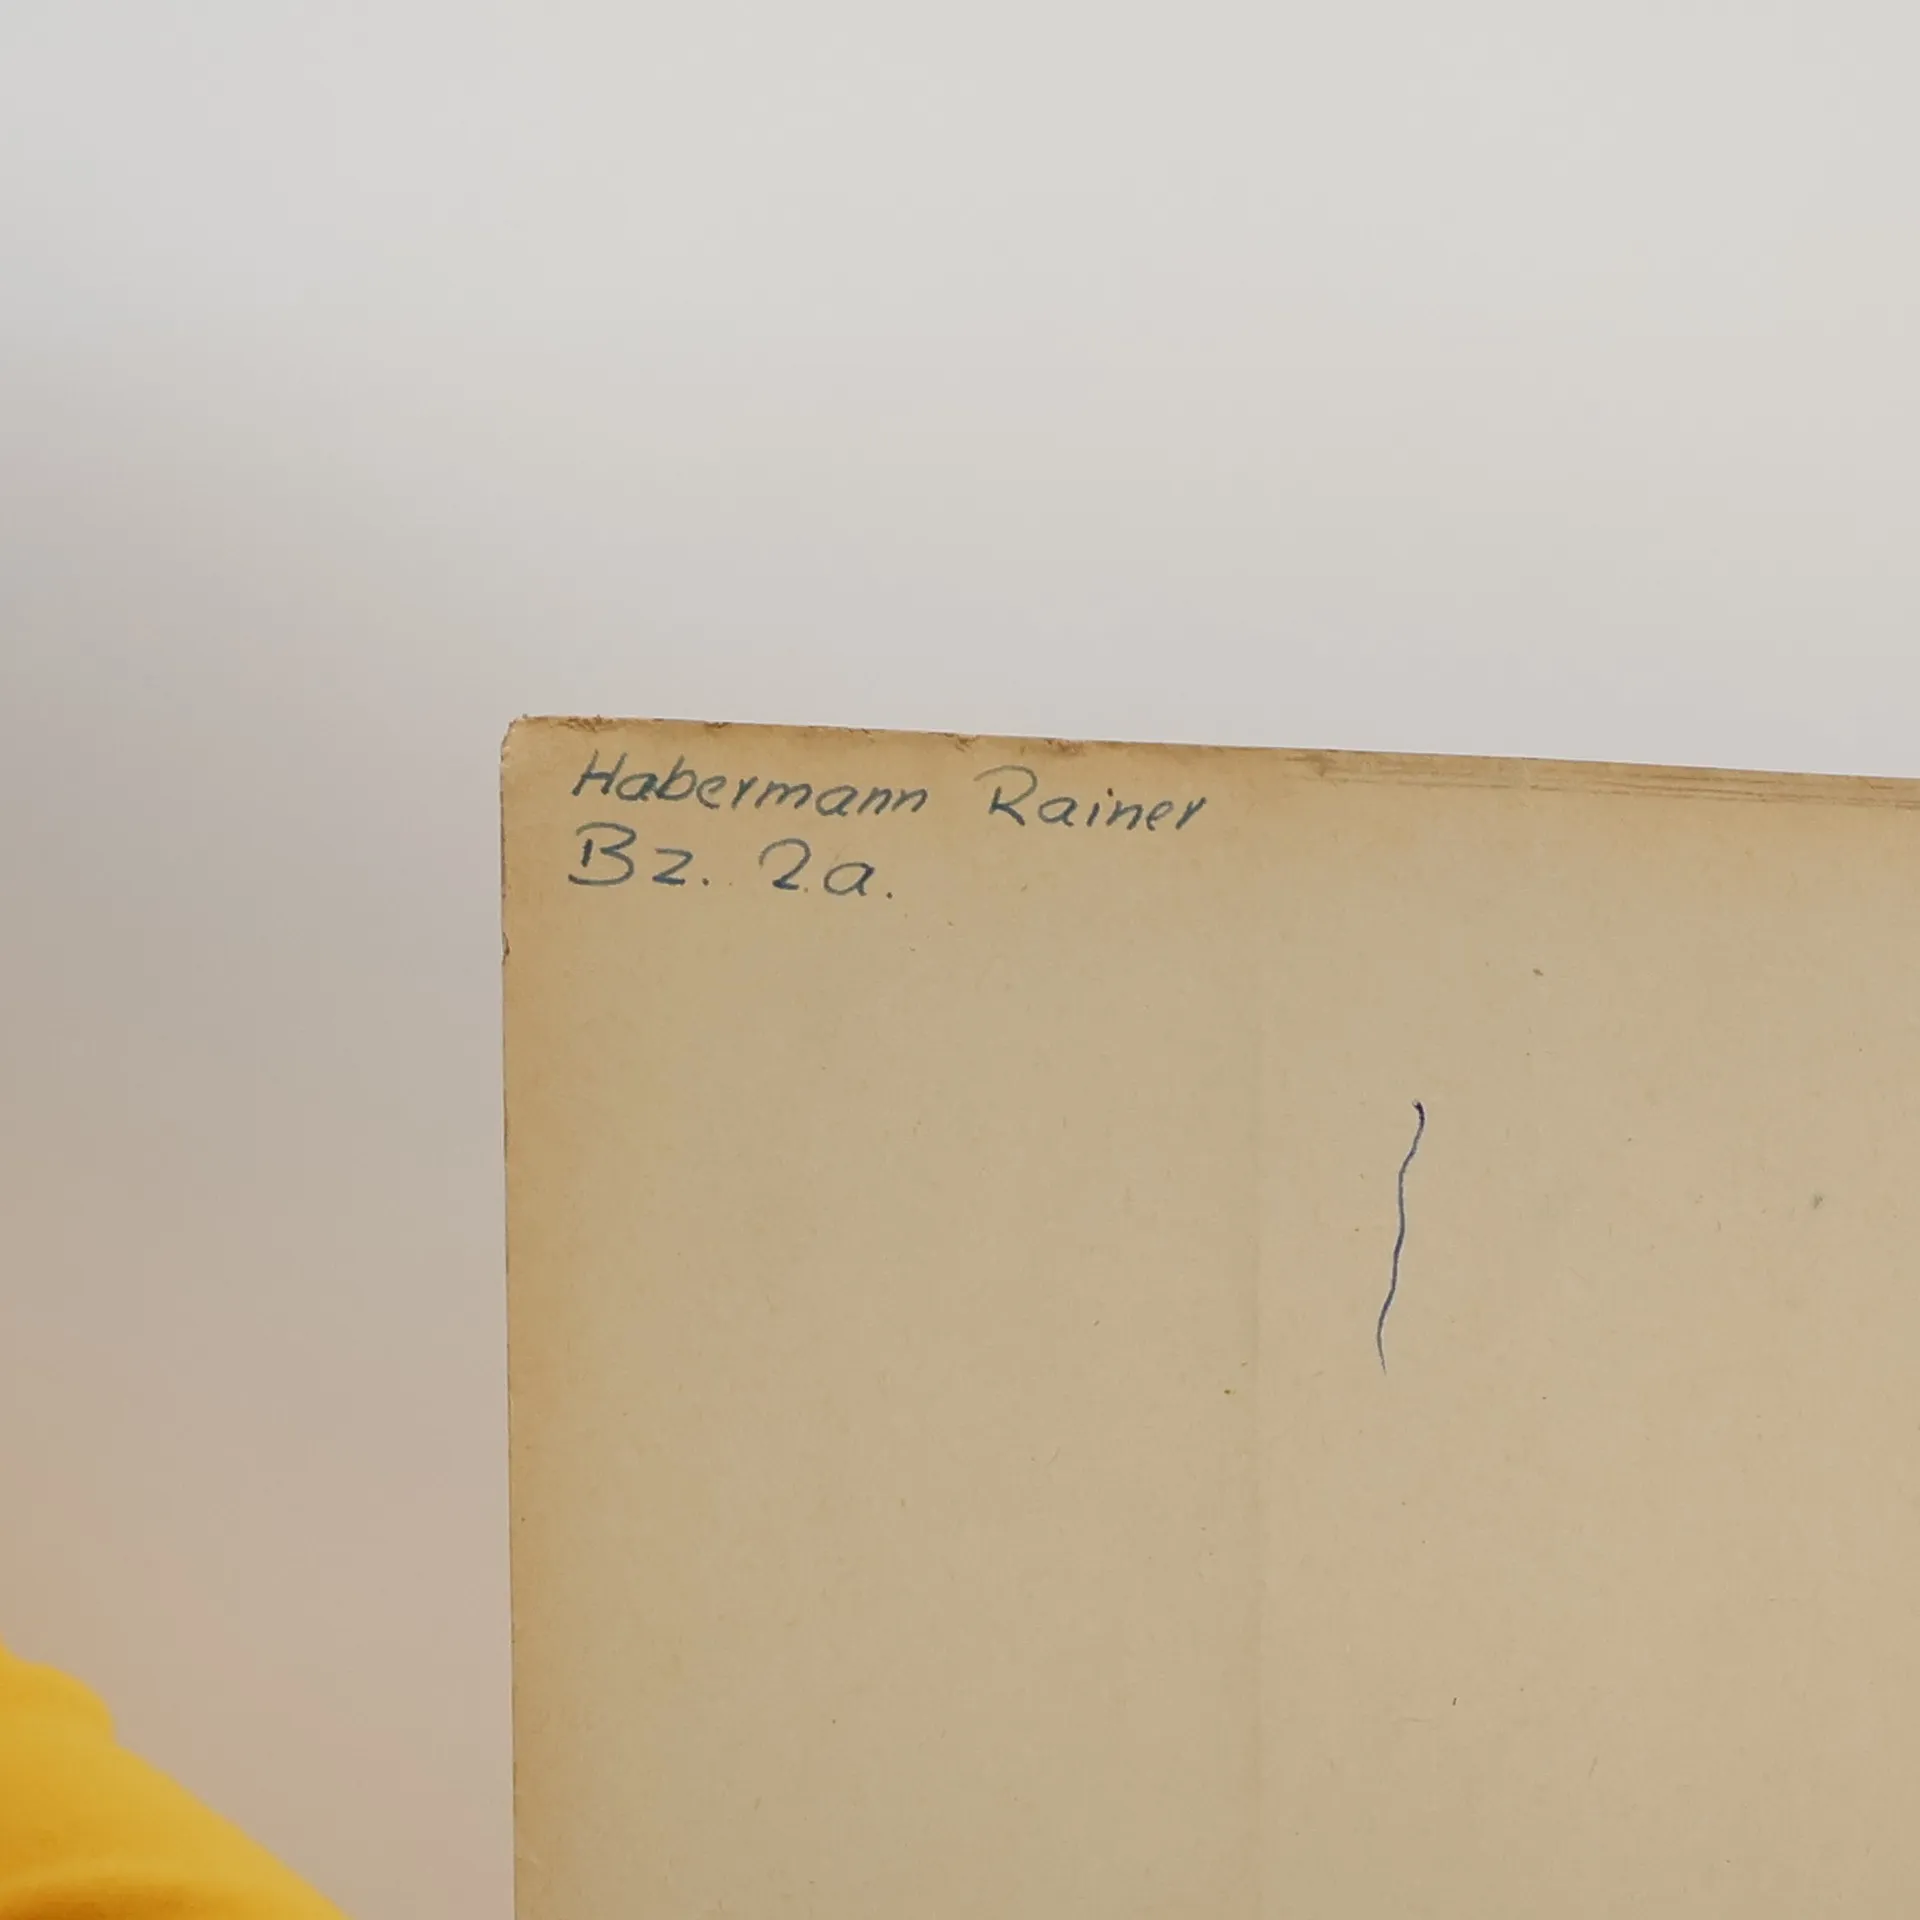 Habermann Rainer
Bz. 2a.